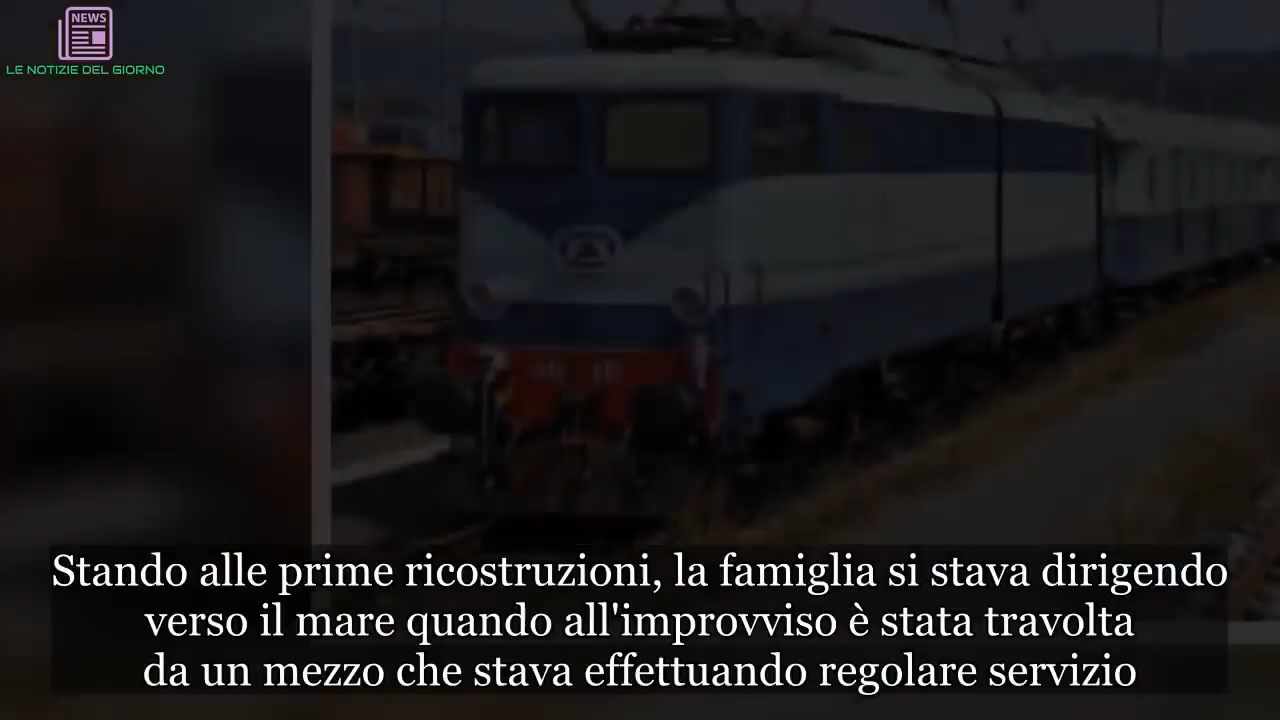 NEWS
LE NOTIZIE DEL GIORNO
Stando alle prime ricostruzioni, la famiglia si stava dirigendo
verso il mare quando all'improvviso è stata travolta
da un mezzo che stava effettuando regolare servizio